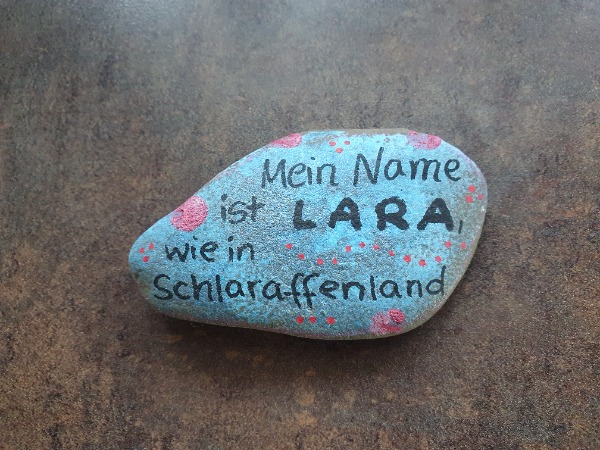 Mein Name
ist LARA,
wie in
Schlaraffenland